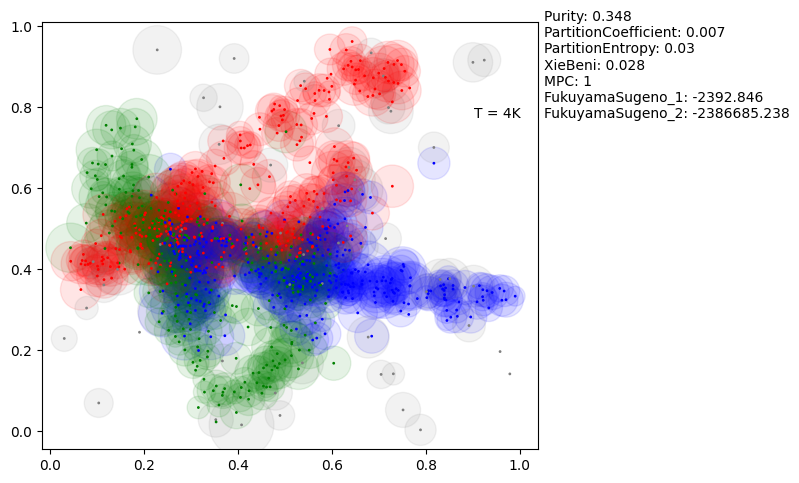 Purity: 0.348
PartitionCoefficient: 0.007
PartitionEntropy: 0.03
XieBeni: 0.028
MPC: 1
FukuyamaSugeno_1: -2392.846
FukuyamaSugeno_2: -2386685.238
T = 4K
1.0
0.8
0.6
0.4
0.2
0.0
0.0 0.2 0.4 0.6 0.8 1.0